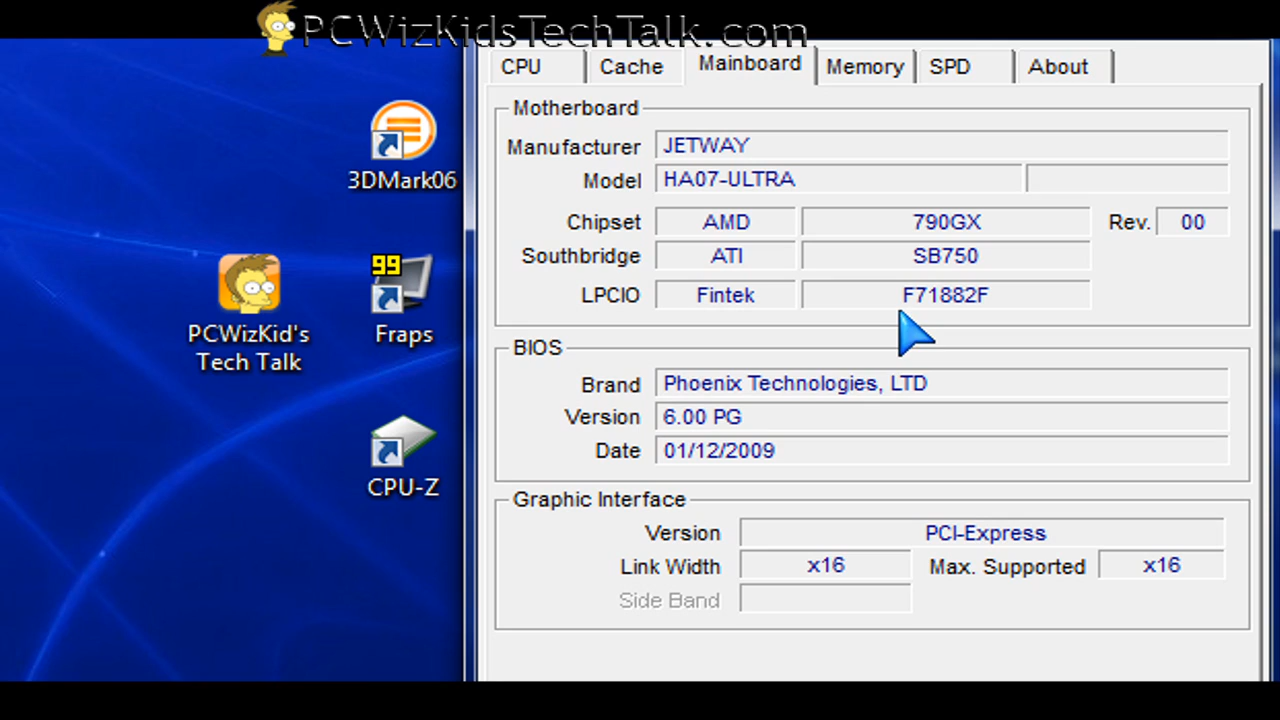 PCWizKidsTechTalk.com
CPU Cache Mainboard Memory SPD About
3DMark06
PCWizKid's
Tech Talk
99
Fraps
CPU-Z
Motherboard
Manufacturer JETWAY
Model HA07-ULTRA
Chipset AMD 790GX Rev. 00
Southbridge ATI SB750
LPCIO Fintek F71882F
BIOS
Brand Phoenix Technologies, LTD
Version 6.00 PG
Date 01/12/2009
Graphic Interface
Version PCI-Express
Link Width x16 Max. Supported x16
Side Band